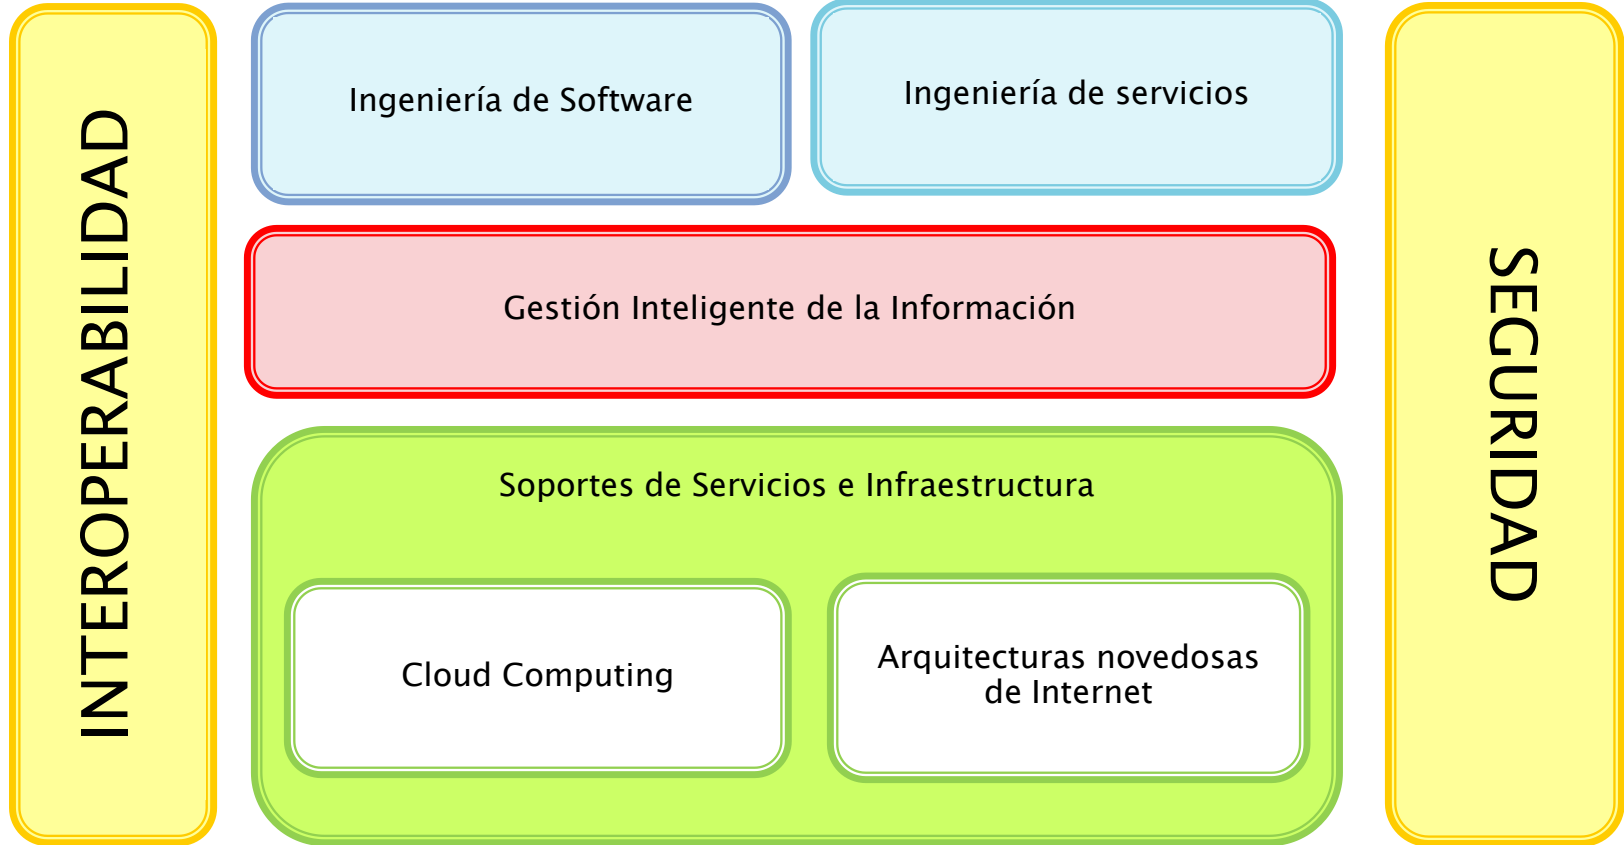 INTEROPERABILIDAD
Ingeniería de Software
Ingeniería de servicios
Gestión Inteligente de la Información
Soportes de Servicios e Infraestructura
Cloud Computing
Arquitecturas novedosas
de Internet
SEGURIDAD